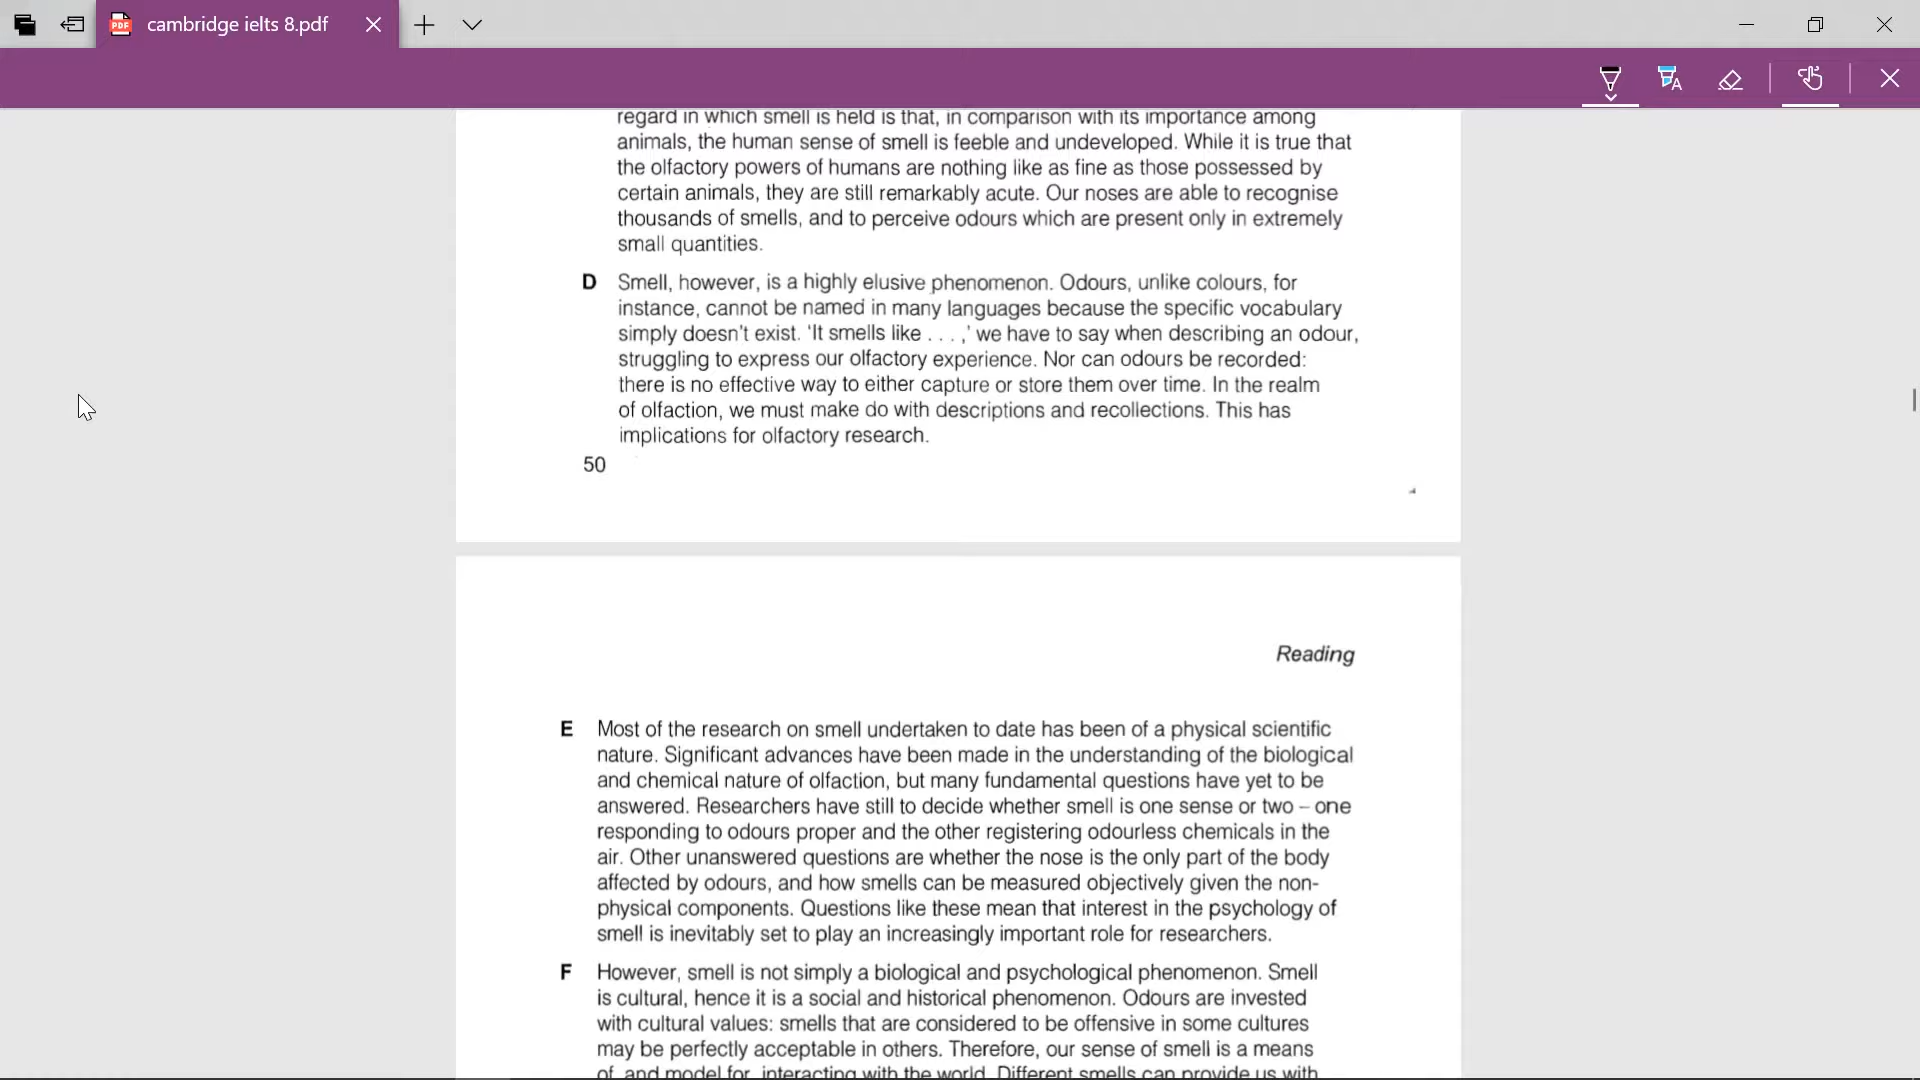 PDF cambridge ielts 8.pdf
regard in which smell is held is that, in comparison with its importance among
animals, the human sense of smell is feeble and undeveloped. While it is true that
the olfactory powers of humans are nothing like as fine as those possessed by
certain animals, they are still remarkably acute. Our noses are able to recognise
thousands of smells, and to perceive odours which are present only in extremely
small quantities.
D Smell, however, is a highly elusive phenomenon. Odours, unlike colours, for
instance, cannot be named in many languages because the specific vocabulary
simply doesn't exist. 'It smells like . . . ,' we have to say when describing an odour,
struggling to express our olfactory experience. Nor can odours be recorded:
there is no effective way to either capture or store them over time. In the realm
of olfaction, we must make do with descriptions and recollections. This has
implications for olfactory research.
50
Reading
E Most of the research on smell undertaken to date has been of a physical scientific
nature. Significant advances have been made in the understanding of the biological
and chemical nature of olfaction, but many fundamental questions have yet to be
answered. Researchers have still to decide whether smell is one sense or two – one
responding to odours proper and the other registering odourless chemicals in the
air. Other unanswered questions are whether the nose is the only part of the body
affected by odours, and how smells can be measured objectively given the non-
physical components. Questions like these mean that interest in the psychology of
smell is inevitably set to play an increasingly important role for researchers.
F However, smell is not simply a biological and psychological phenomenon. Smell
is cultural, hence it is a social and historical phenomenon. Odours are invested
with cultural values: smells that are considered to be offensive in some cultures
may be perfectly acceptable in others. Therefore, our sense of smell is a means
of, and model for, interacting with the world. Different smells can provide us with